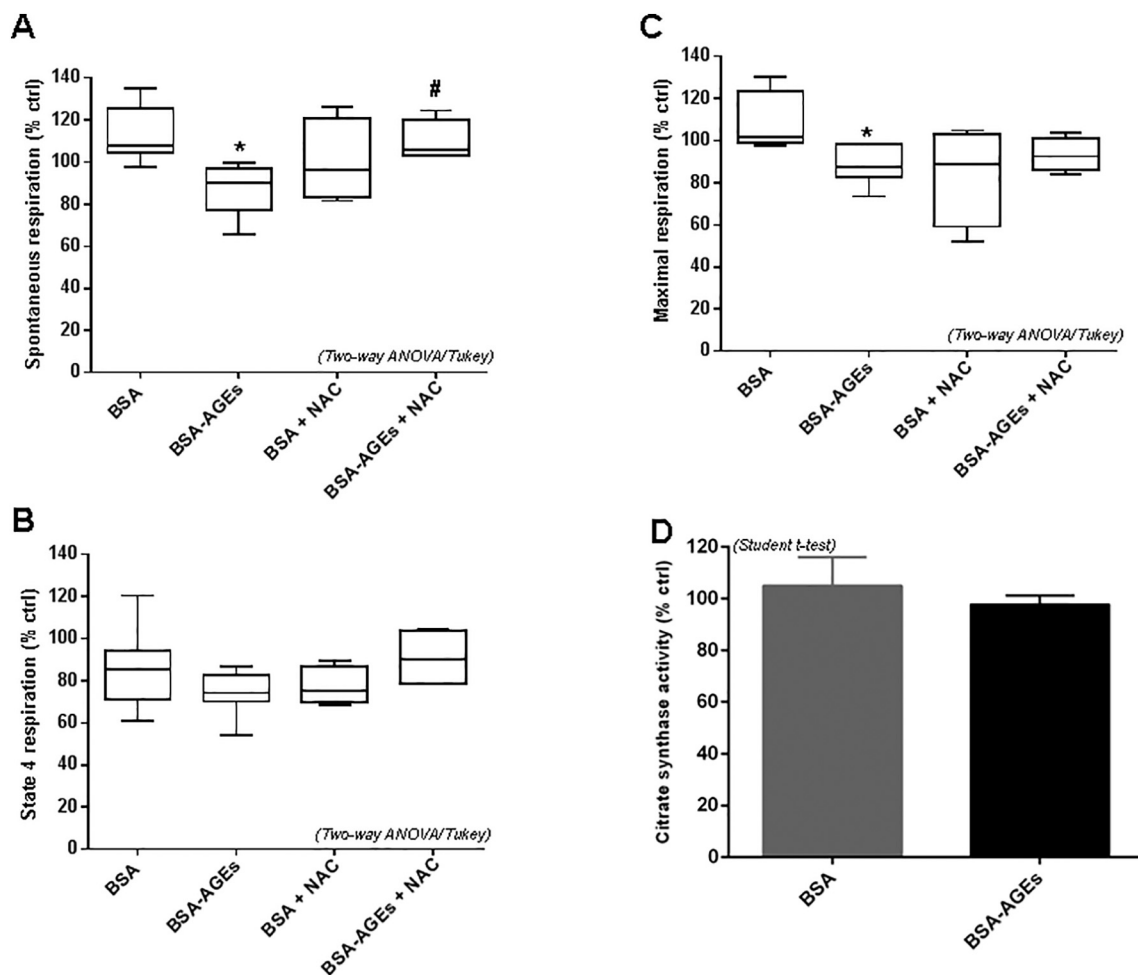 A
Spontaneous respiration (% ctrl)
140
120
100
80
60
40
20
0
*
#
(Two-way ANOVA/Tukey)
BSA
BSA-AGEs
BSA + NAC
BSA-AGEs + NAC
C
Maximal respiration (% ctrl)
140
120
100
80
60
40
20
0
*
(Two-way ANOVA/Tukey)
BSA
BSA-AGEs
BSA + NAC
BSA-AGEs + NAC
B
State 4 respiration (% ctrl)
140
120
100
80
60
40
20
0
(Two-way ANOVA/Tukey)
BSA
BSA-AGEs
BSA + NAC
BSA-AGEs + NAC
D
Citrate synthase activity (% ctrl)
120
100
80
60
40
20
0
(Student t-test)
BSA
BSA-AGEs